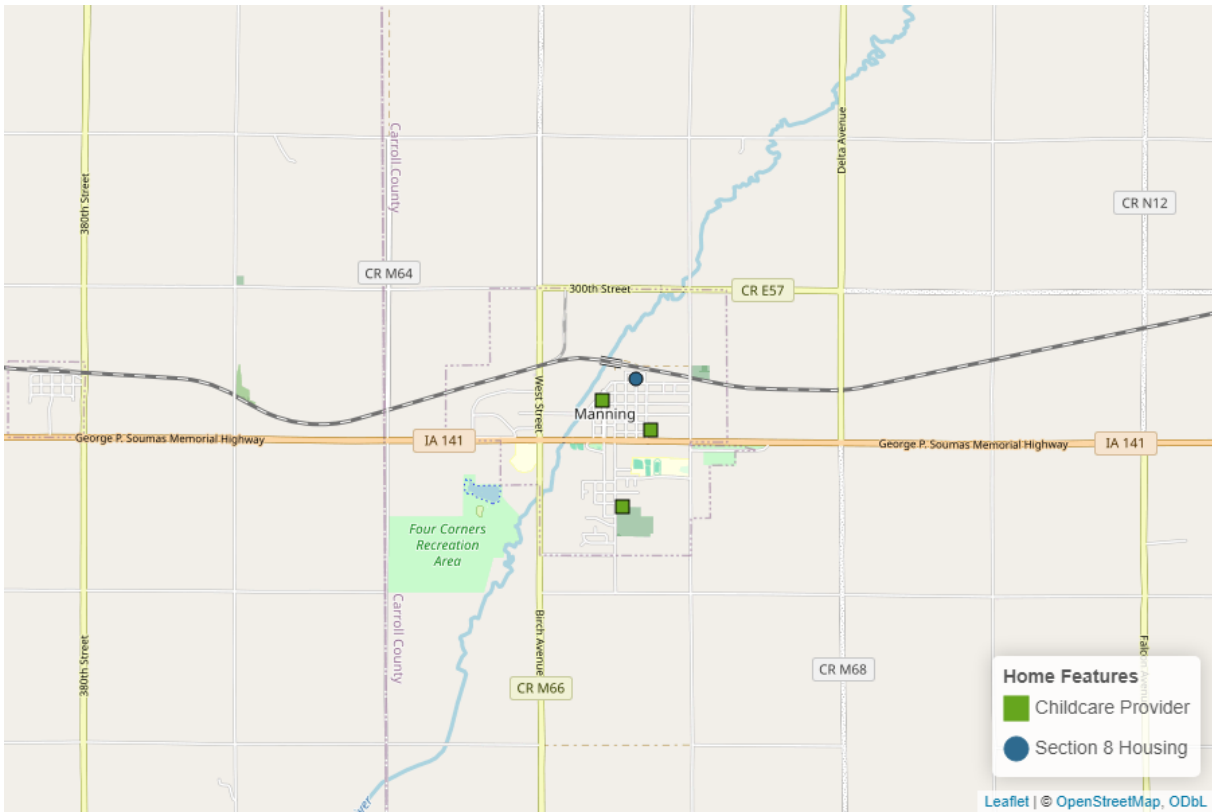 Carroll County
380th Street
Delta Avenue
CR N12
CR M64
300th Street
CR E57
West Street
Manning
George P. Soumas Memorial Highway
IA 141
George P. Soumas Memorial Highway
IA 141
Four Corners
Recreation
Area
Carroll County
380th Street
Birch Avenue
CR M66
CR M68
Falcon Avenue
Home Features
Childcare Provider
Section 8 Housing
Leaflet | © OpenStreetMap, ODbL